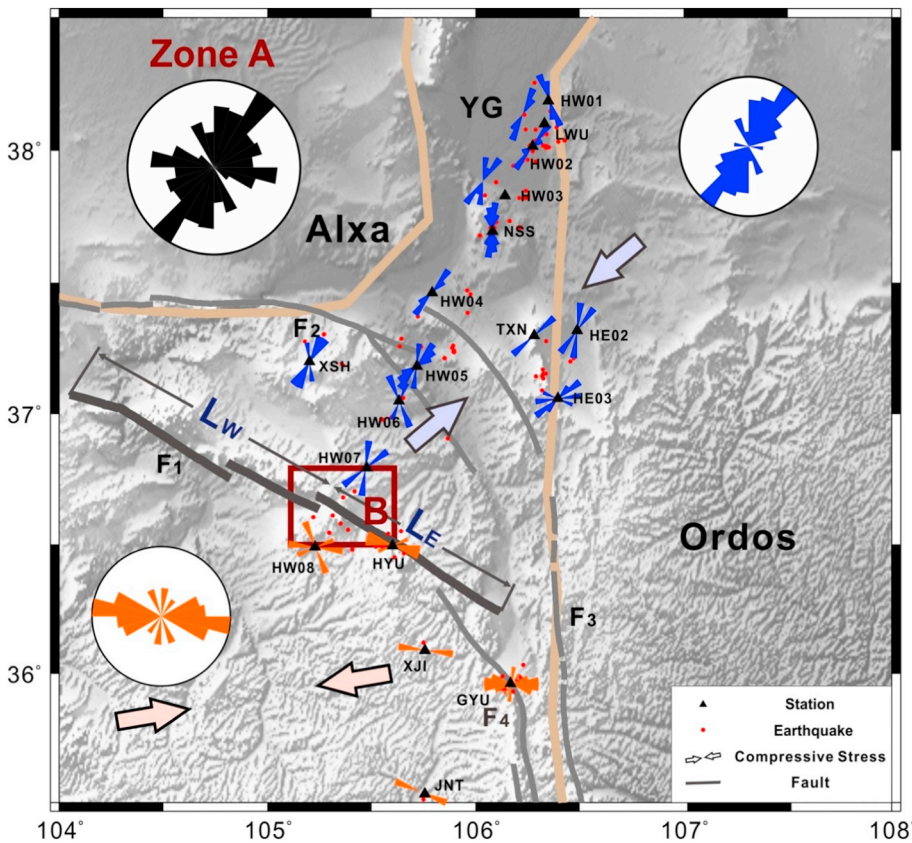 Zone A
YG
HW01
LWU
HW02
38°
HW03
Alxa
NSS
HW04
TXN
HE02
F2
XSH
HW05
37°
HE03
HW06
LW
F1
HW07
B
LE
Ordos
HW08
HYU
F3
XJI
36°
GYU
F4
Station
Earthquake
Compressive Stress
Fault
JNT
104°
105°
106°
107°
108